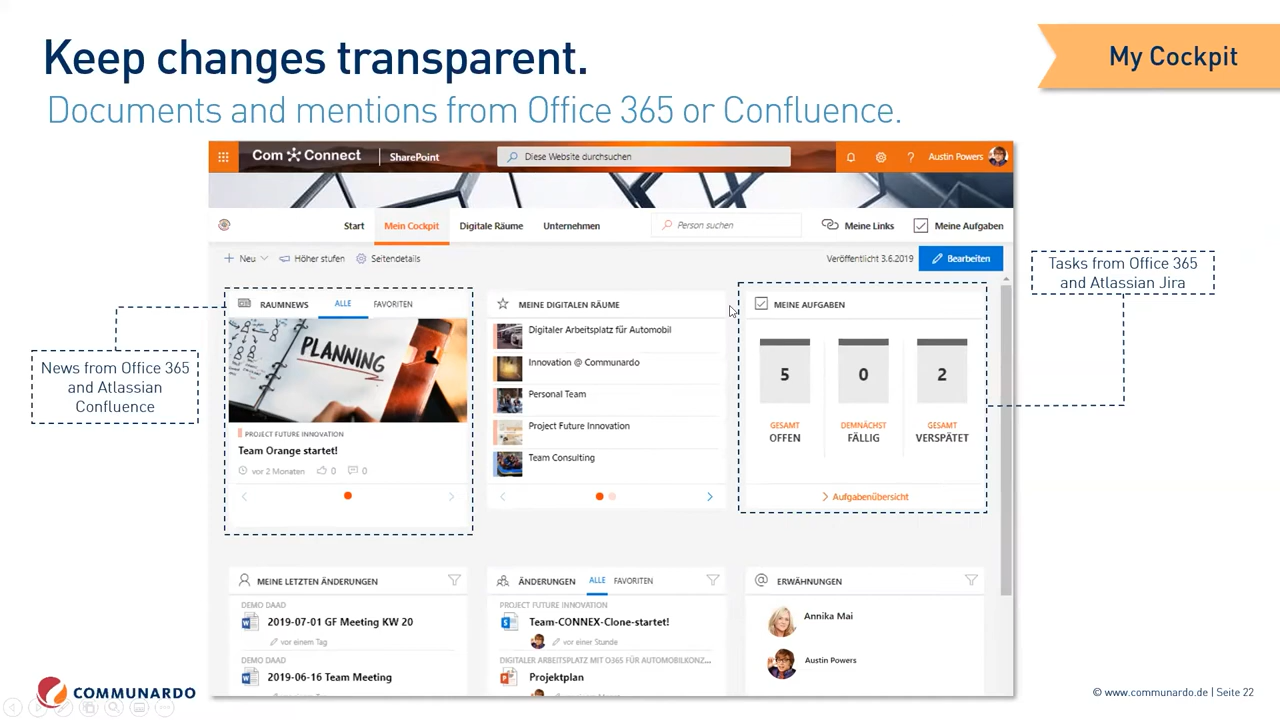 Keep changes transparent.
My Cockpit
Documents and mentions from Office 365 or Confluence.
Com Connect
SharePoint
Diese Website durchsuchen
?
Austin Powers
Start
Mein Cockpit
Digitale Räume
Unternehmen
Person suchen
Meine Links
Meine Aufgaben
+ Neu
Höher stufen
Seitendetails
Veröffentlicht 3.6.2019
Bearbeiten
News from Office 365
and Atlassian
Confluence
RAUMNEWS
ALLE
FAVORITEN
PLANNING
PROJECT FUTURE INNOVATION
Team Orange startet!
vor 2 Monaten
0
0
MEINE DIGITALEN RÄUME
Digitaler Arbeitsplatz für Automobil
Innovation @ Communardo
Personal Team
Project Future Innovation
Team Consulting
MEINE AUFGABEN
5
0
2
GESAMT
OFFEN
DEMNÄCHST
FÄLLIG
GESAMT
VERSPÄTET
Aufgabenübersicht
Tasks from Office 365
and Atlassian Jira
MEINE LETZTEN ÄNDERUNGEN
DEMO DAAD
2019-07-01 GF Meeting KW 20
vor einem Tag
DEMO DAAD
2019-06-16 Team Meeting
ÄNDERUNGEN
ALLE
FAVORITEN
PROJECT FUTURE INNOVATION
Team-CONNEX-Clone-startet!
vor einer Stunde
DIGITALER ARBEITSPLATZ MIT O365 FÜR AUTOMOBILKONZ...
Projektplan
ERWÄHNUNGEN
Annika Mai
Austin Powers
COMMUNARDO
© www.communardo.de | Seite 22